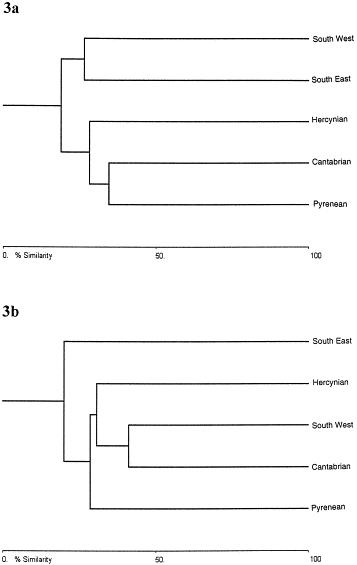 3a
South West
South East
Hercynian
Cantabrian
Pyrenean
0. % Similarity 50. 100
3b
South East
Hercynian
South West
Cantabrian
Pyrenean
0. % Similarity 50. 100